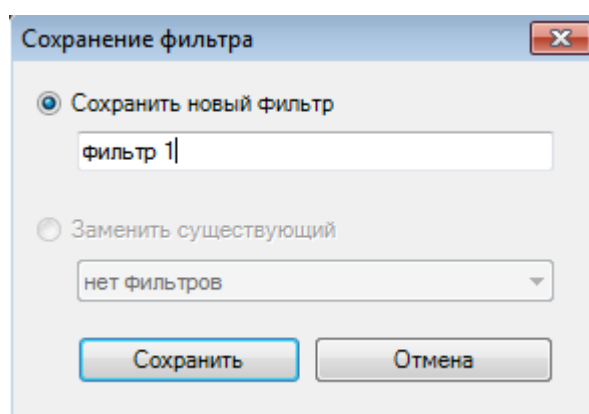 Сохранение фильтра
Сохранить новый фильтр
фильтр 1
Заменить существующий
нет фильтров
Сохранить
Отмена